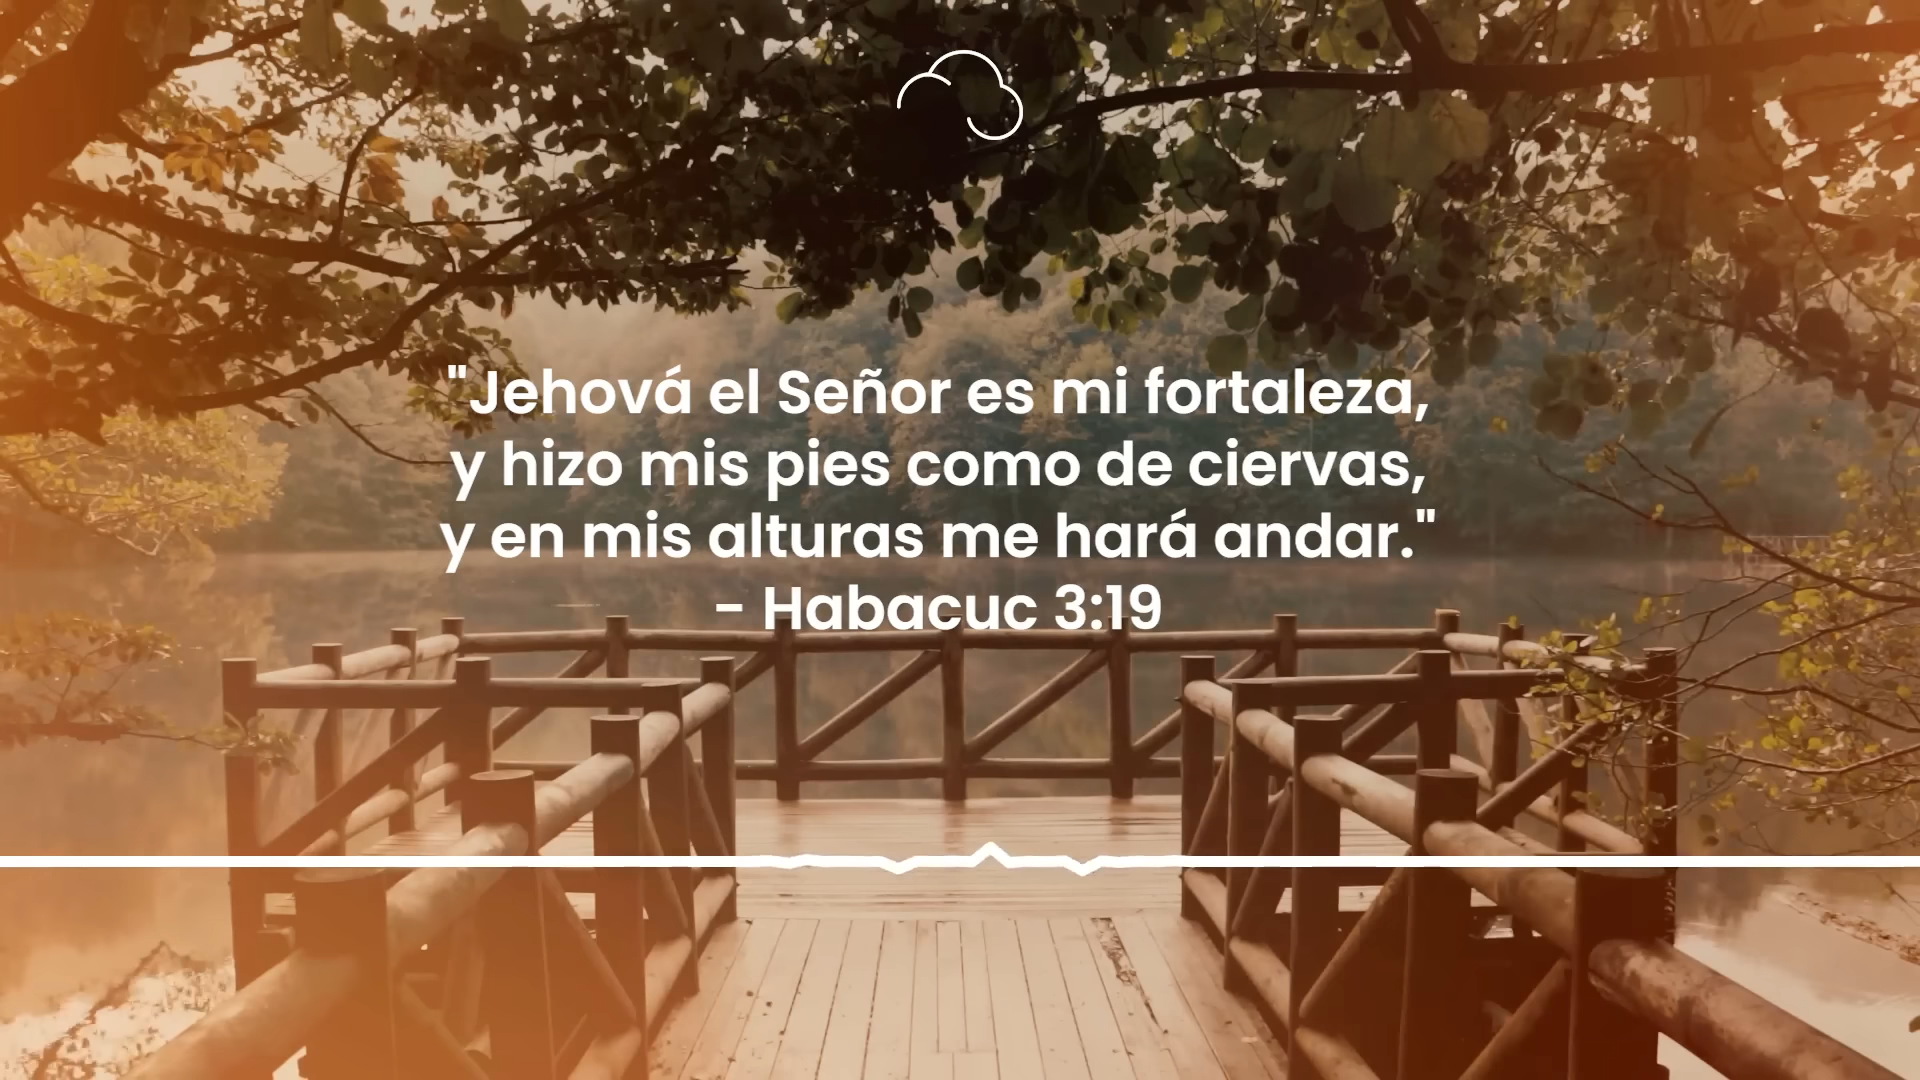 "Jehová el Señor es mi fortaleza,
y hizo mis pies como de ciervas,
y en mis alturas me hará andar."
- Habacuc 3:19